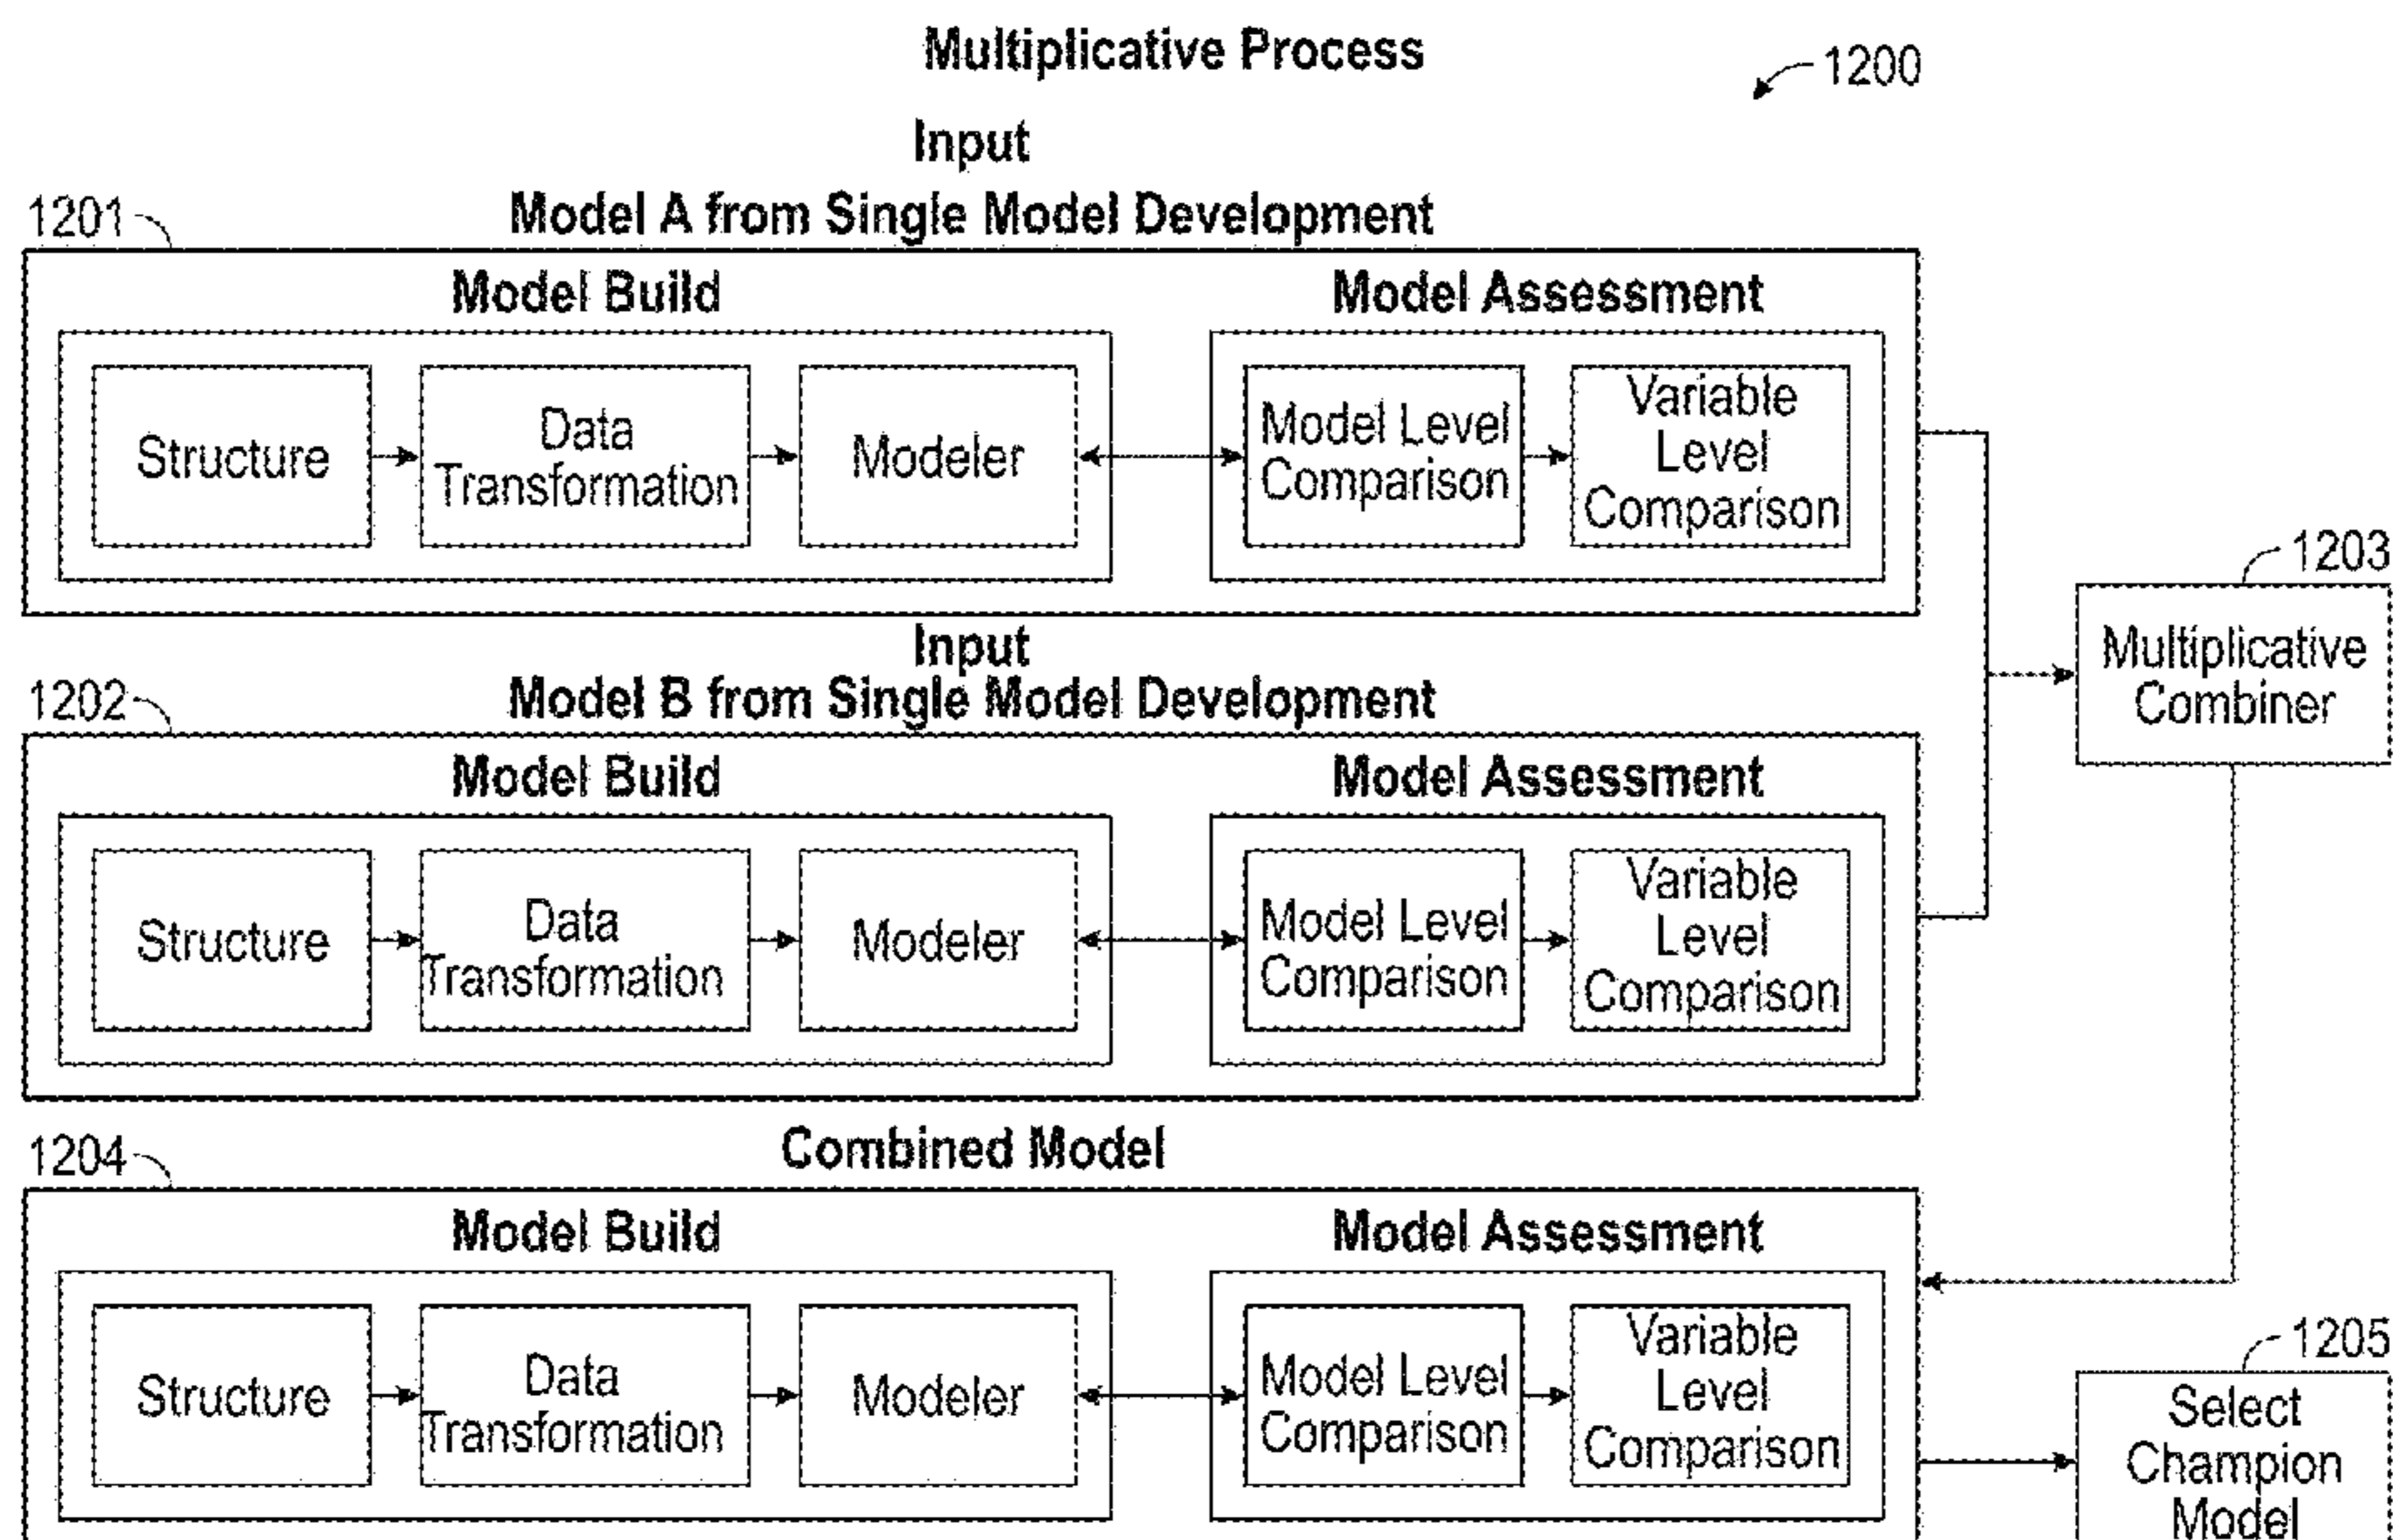 Multiplicative Process
1200
Input
1201
Model A from Single Model Development
Model Build
Model Assessment
Structure
Data
Transformation
Modeler
Model Level
Comparison
Variable
Level
Comparison
1203
Multiplicative
Combiner
Input
1202
Model B from Single Model Development
Model Build
Model Assessment
Structure
Data
Transformation
Modeler
Model Level
Comparison
Variable
Level
Comparison
1204
Combined Model
Model Build
Model Assessment
Structure
Data
Transformation
Modeler
Model Level
Comparison
Variable
Level
Comparison
1205
Select
Champion
Model